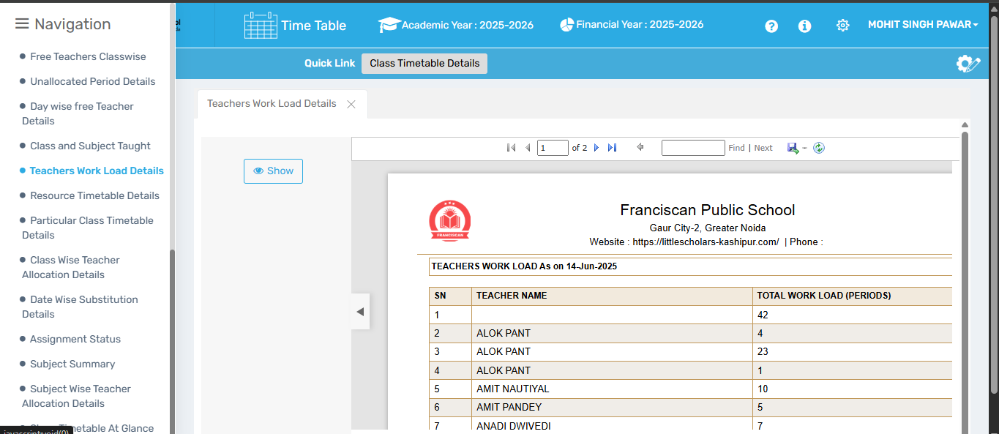 Navigation
Free Teachers Classwise
Unallocated Period Details
Day wise free Teacher
Details
Class and Subject Taught
Teachers Work Load Details
Resource Timetable Details
Particular Class Timetable
Details
Class Wise Teacher
Allocation Details
Date Wise Substitution
Details
Assignment Status
Subject Summary
Subject Wise Teacher
Allocation Details
Timetable At Glance
Time Table
Academic Year : 2025-2026
Financial Year : 2025-2026
MOHIT SINGH PAWAR
Quick Link
Class Timetable Details
Teachers Work Load Details
Show
1 of 2
Find | Next
FRANCISCAN
Franciscan Public School
Gaur City-2, Greater Noida
Website : https://littlescholars-kashipur.com/ | Phone :
TEACHERS WORK LOAD As on 14-Jun-2025
SN TEACHER NAME TOTAL WORK LOAD (PERIODS)
1 42
2 ALOK PANT 4
3 ALOK PANT 23
4 ALOK PANT 1
5 AMIT NAUTIYAL 10
6 AMIT PANDEY 5
7 ANADI DWIVEDI 7